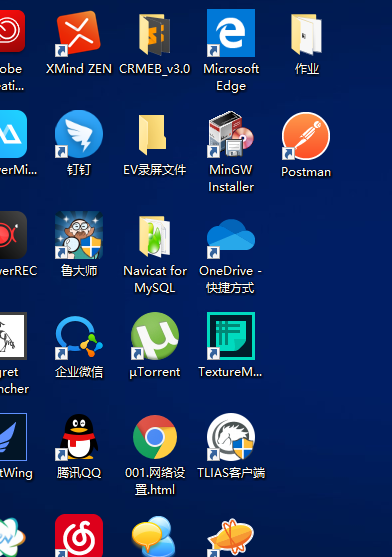 obe
XMind ZEN
CRMEB_v3.0
Microsoft
Edge
作业
eati...
verMi...
钉钉
EV录屏文件
MinGW
Installer
Postman
verREC
鲁大师
Navicat for
MySQL
OneDrive -
快捷方式
gret
ncher
企业微信
µTorrent
TextureM...
tWing
腾讯QQ
001.网络设
置.html
TLIAS客户端